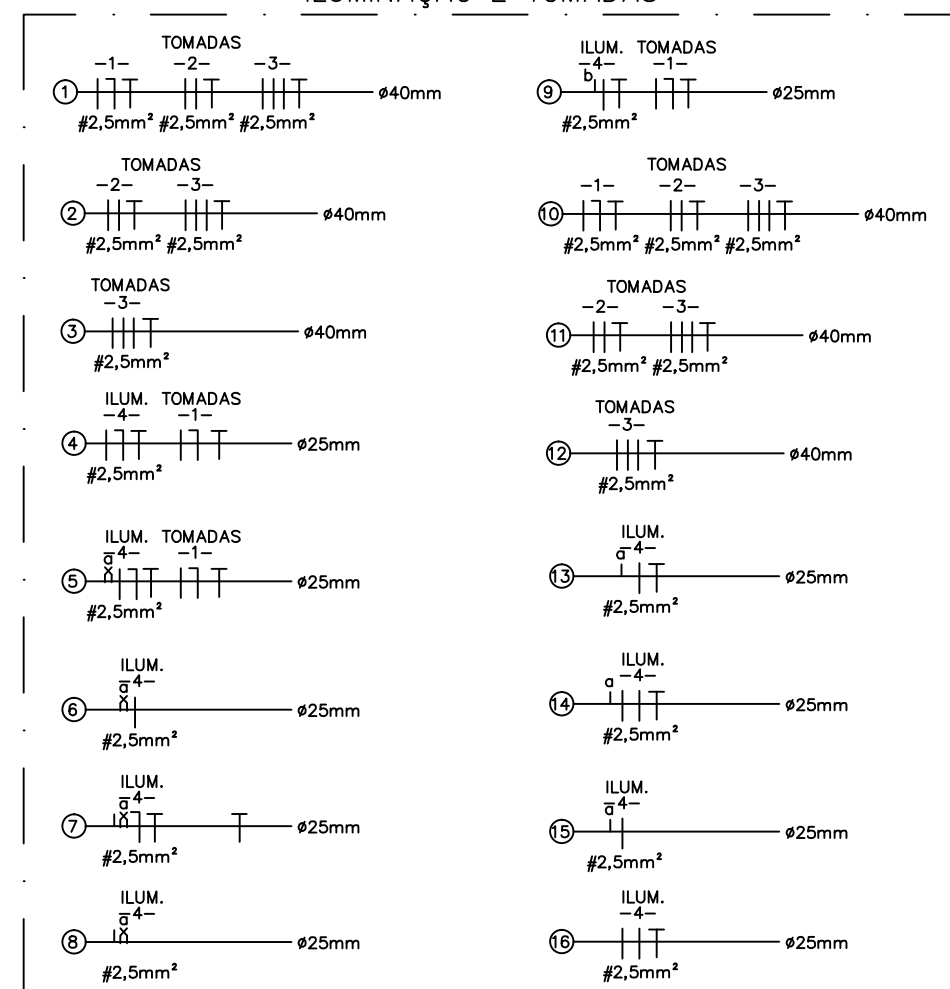 ILUMINAÇÃO E TOMADAS
TOMADAS
-1- -2- -3-
1 ø40mm
#2,5mm² #2,5mm² #2,5mm²
TOMADAS
-2- -3-
2 ø40mm
#2,5mm² #2,5mm²
TOMADAS
-3-
3 ø40mm
#2,5mm²
ILUM. TOMADAS
-4- -1-
4 ø25mm
#2,5mm²
ILUM. TOMADAS
a -4- -1-
5 ø25mm
#2,5mm²
ILUM.
a -4-
6 ø25mm
#2,5mm²
ILUM.
a -4-
7 ø25mm
#2,5mm²
ILUM.
a -4-
8 ø25mm
#2,5mm²
ILUM. TOMADAS
-4- -1-
b
9 ø25mm
#2,5mm²
TOMADAS
-1- -2- -3-
10 ø40mm
#2,5mm² #2,5mm² #2,5mm²
TOMADAS
-2- -3-
11 ø40mm
#2,5mm² #2,5mm²
TOMADAS
-3-
12 ø40mm
#2,5mm²
ILUM.
a -4-
13 ø25mm
#2,5mm²
ILUM.
a -4-
14 ø25mm
#2,5mm²
ILUM.
a -4-
15 ø25mm
#2,5mm²
ILUM.
-4-
16 ø25mm
#2,5mm²